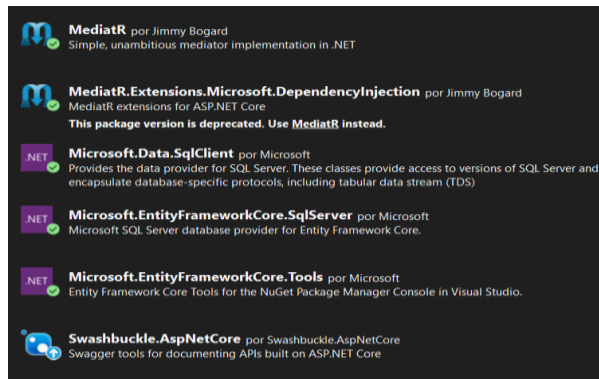 MediatR por Jimmy Bogard
Simple, unambitious mediator implementation in .NET
MediatR.Extensions.Microsoft.DependencyInjection por Jimmy Bogard
MediatR extensions for ASP.NET Core
This package version is deprecated. Use MediatR instead.
.NET
Microsoft.Data.SqlClient por Microsoft
Provides the data provider for SQL Server. These classes provide access to versions of SQL Server and
encapsulate database-specific protocols, including tabular data stream (TDS)
.NET
Microsoft.EntityFrameworkCore.SqlServer por Microsoft
Microsoft SQL Server database provider for Entity Framework Core.
.NET
Microsoft.EntityFrameworkCore.Tools por Microsoft
Entity Framework Core Tools for the NuGet Package Manager Console in Visual Studio.
Swashbuckle.AspNetCore por Swashbuckle.AspNetCore
Swagger tools for documenting APIs built on ASP.NET Core